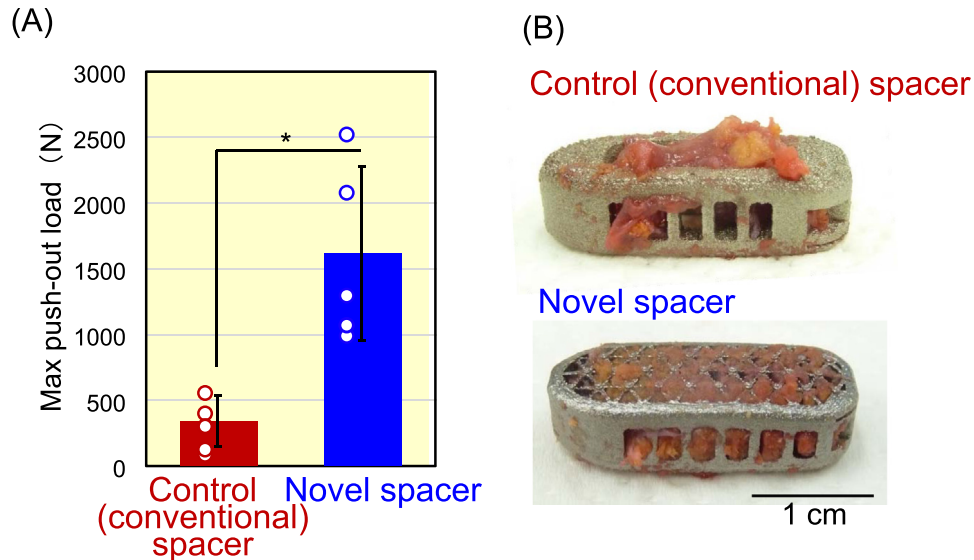 (A)
(B)
Max push-out load (N)
3000
2500
2000
1500
1000
500
0
*
Control
(conventional)
spacer
Novel spacer
Control (conventional) spacer
Novel spacer
1 cm